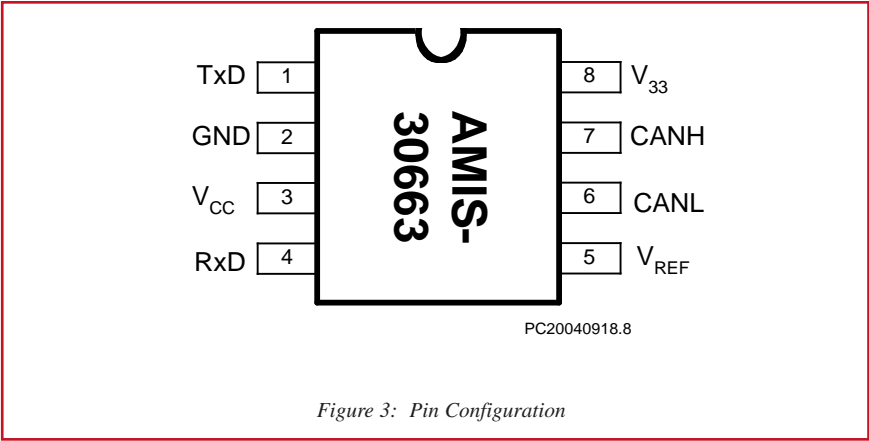 TxD 1
GND 2
VCC 3
RxD 4
AMIS-
30663
8 V33
7 CANH
6 CANL
5 VREF
PC20040918.8
Figure 3: Pin Configuration